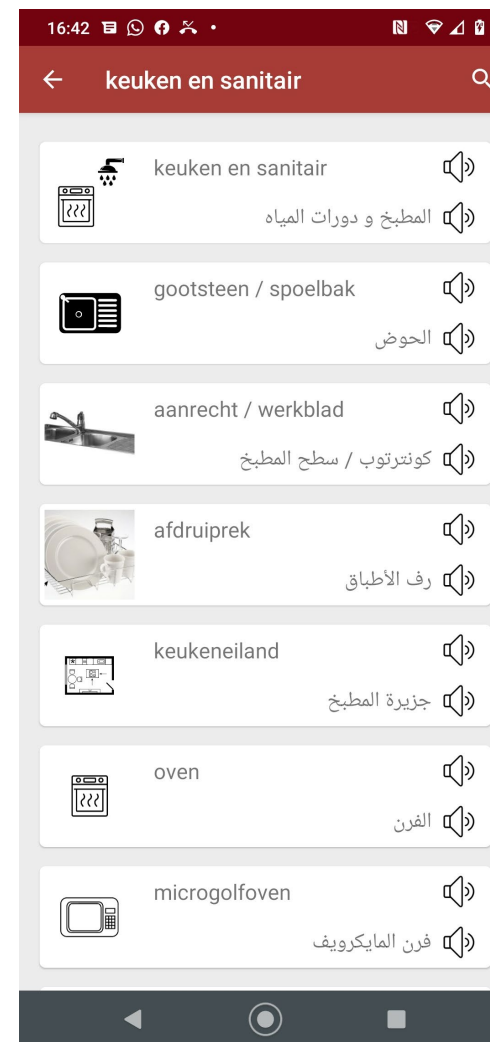 16:42
keuken en sanitair
keuken en sanitair
المطبخ و دورات المياه
gootsteen / spoelbak
الحوض
aanrecht / werkblad
كونترتوب / سطح المطبخ
afdruiprek
رف الأطباق
keukeneiland
جزيرة المطبخ
oven
الفرن
microgolfoven
فرن المايكرويف